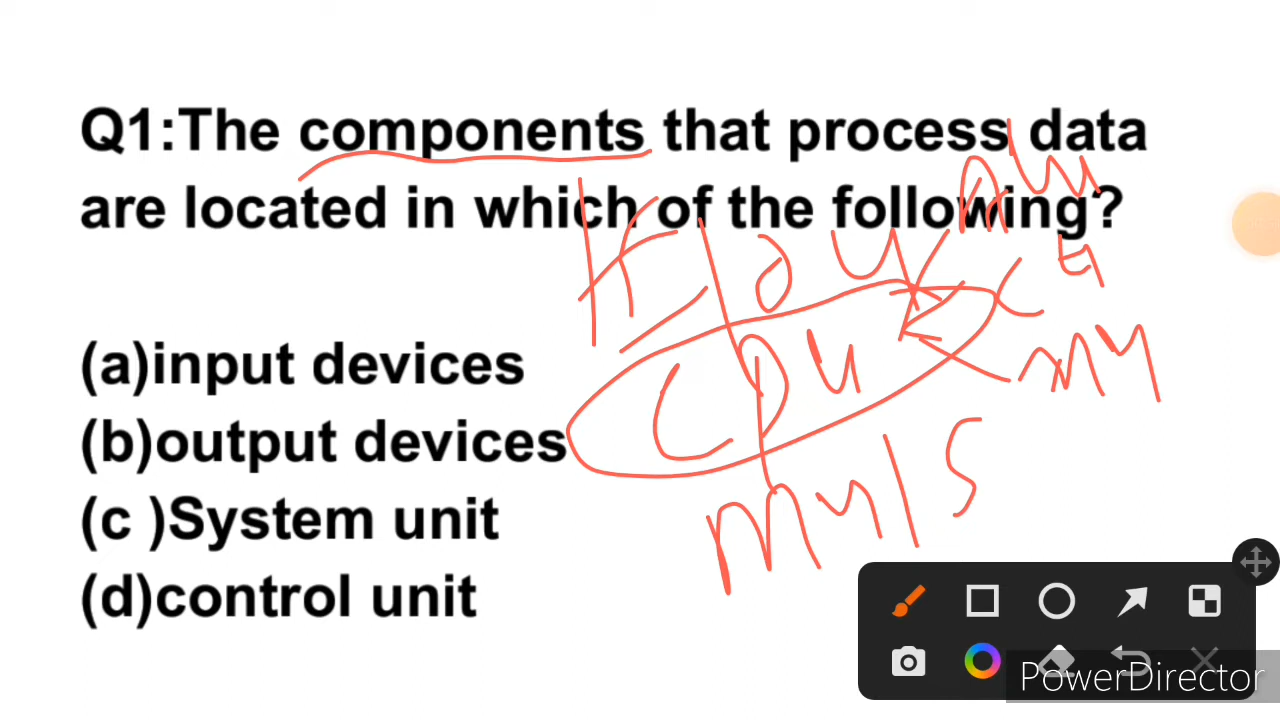 Q1:The components that process data
are located in which of the following?
(a)input devices
(b)output devices
(c )System unit
(d)control unit
CPU
PowerDirector